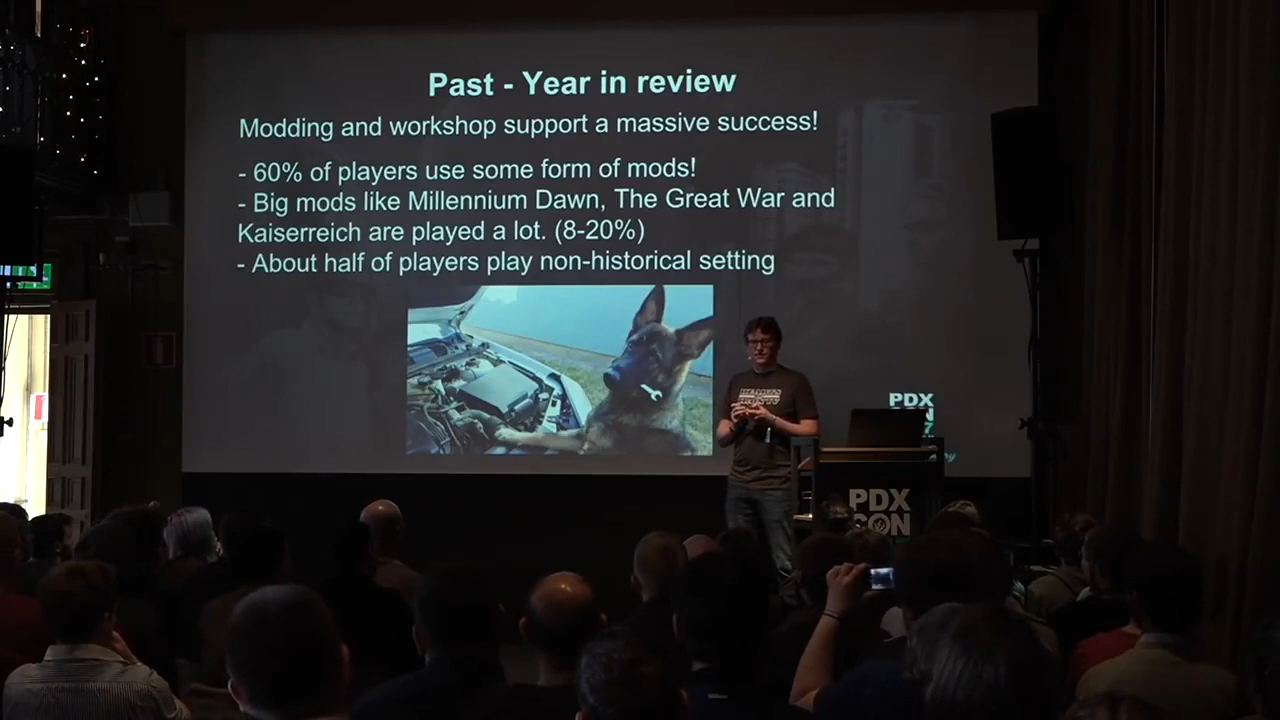 Past - Year in review
Modding and workshop support a massive success!
- 60% of players use some form of mods!
- Big mods like Millennium Dawn, The Great War and
Kaiserreich are played a lot. (8-20%)
- About half of players play non-historical setting
PDX
CON
PDX
CON